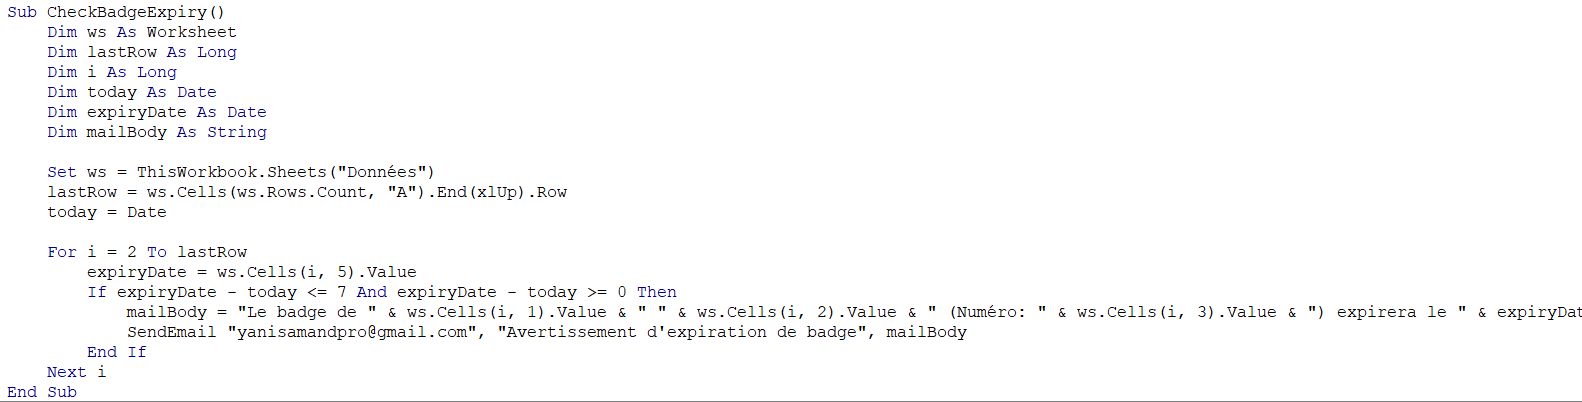 Sub CheckBadgeExpiry()
    Dim ws As Worksheet
    Dim lastRow As Long
    Dim i As Long
    Dim today As Date
    Dim expiryDate As Date
    Dim mailBody As String

    Set ws = ThisWorkbook.Sheets("Données")
    lastRow = ws.Cells(ws.Rows.Count, "A").End(xlUp).Row
    today = Date

    For i = 2 To lastRow
        expiryDate = ws.Cells(i, 5).Value
        If expiryDate - today <= 7 And expiryDate - today >= 0 Then
            mailBody = "Le badge de " & ws.Cells(i, 1).Value & " " & ws.Cells(i, 2).Value & " (Numéro: " & ws.Cells(i, 3).Value & ") expirera le " & expiryDat
            SendEmail "yanisamandpro@gmail.com", "Avertissement d'expiration de badge", mailBody
        End If
    Next i
End Sub